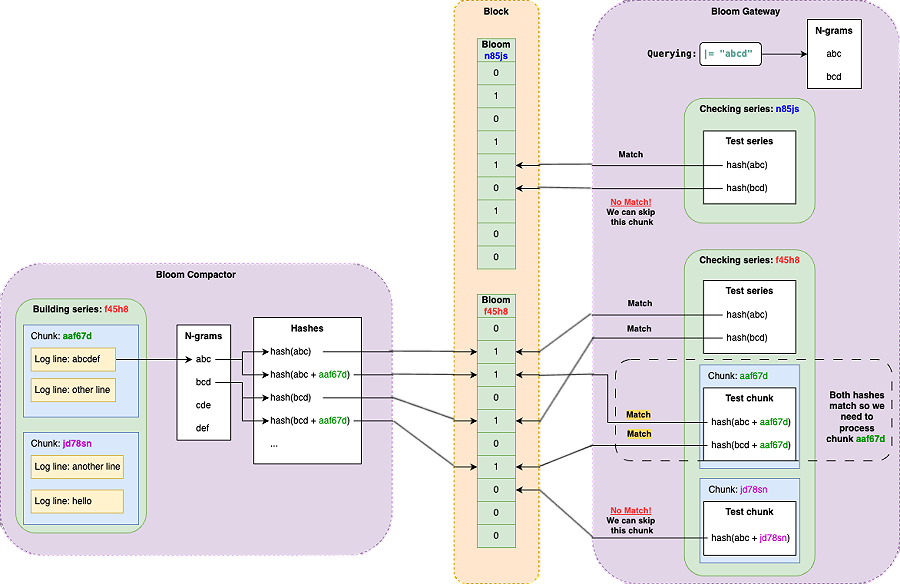 Block
Bloom
n85js
0
1
0
1
1
0
1
0
0
Bloom
f45h8
0
1
1
0
1
0
1
0
0
0
Bloom Gateway
Querying:
|= "abcd"
N-grams
abc
bcd
Checking series: n85js
Test series
hash(abc)
hash(bcd)
Match
No Match!
We can skip
this chunk
Checking series: f45h8
Test series
hash(abc)
hash(bcd)
Match
Match
Chunk: aaf67d
Test chunk
hash(abc + aaf67d)
hash(bcd + aaf67d)
Match
Match
Both hashes
match so we
need to
process
chunk aaf67d
Chunk: jd78sn
Test chunk
hash(abc + jd78sn)
No Match!
We can skip
this chunk
Bloom Compactor
Building series: f45h8
Chunk: aaf67d
Log line: abcdef
Log line: other line
Chunk: jd78sn
Log line: another line
Log line: hello
N-grams
abc
bcd
cde
def
Hashes
hash(abc)
hash(abc + aaf67d)
hash(bcd)
hash(bcd + aaf67d)
...